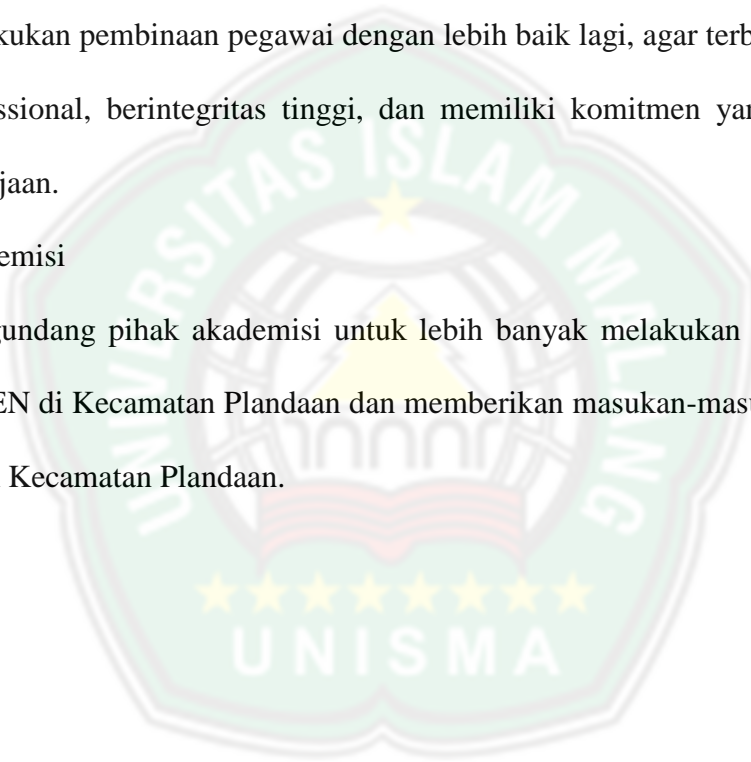 kukan pembinaan pegawai dengan lebih baik lagi, agar terb
ssional, berintegritas tinggi, dan memiliki komitmen yan
jaan.
emisi
gundang pihak akademisi untuk lebih banyak melakukan
EN di Kecamatan Plandaan dan memberikan masukan-masu
Kecamatan Plandaan.
UNIVERSITAS ISLAM MALANG
UNISMA